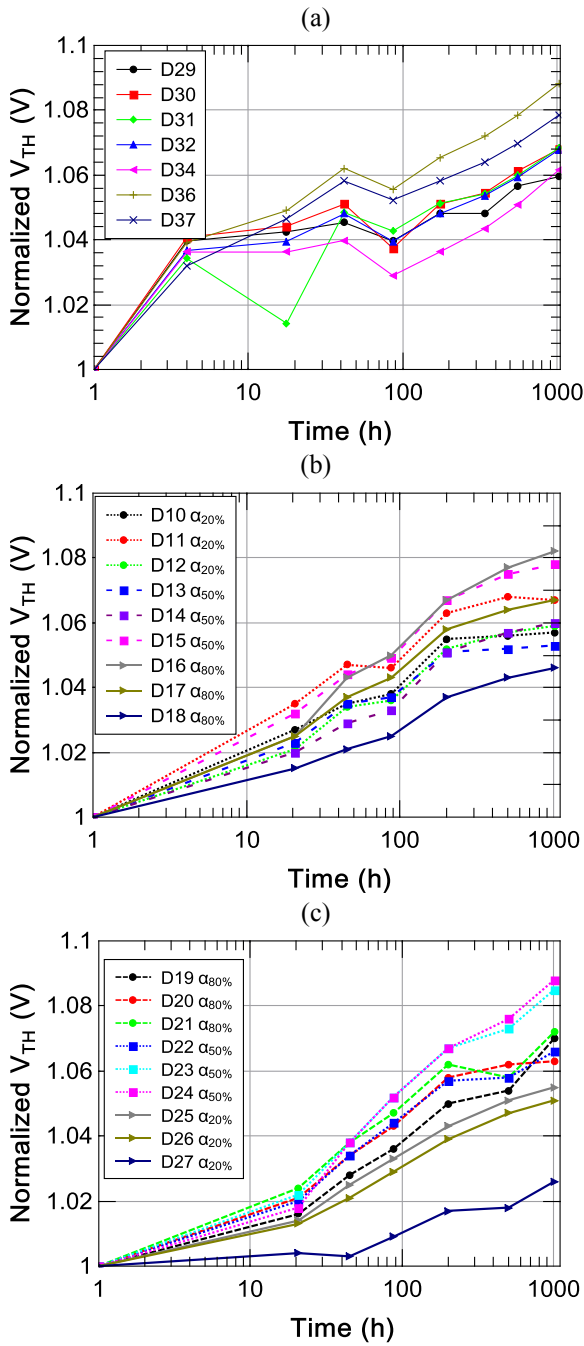 (a)
1.1
1.08
1.06
1.04
1.02
1
Normalized V_TH (V)
D29
D30
D31
D32
D34
D36
D37
1 10 100 1000
Time (h)
(b)
1.1
1.08
1.06
1.04
1.02
1
Normalized V_TH (V)
D10 α20%
D11 α20%
D12 α20%
D13 α50%
D14 α50%
D15 α50%
D16 α80%
D17 α80%
D18 α80%
1 10 100 1000
Time (h)
(c)
1.1
1.08
1.06
1.04
1.02
1
Normalized V_TH (V)
D19 α80%
D20 α80%
D21 α80%
D22 α50%
D23 α50%
D24 α50%
D25 α20%
D26 α20%
D27 α20%
1 10 100 1000
Time (h)